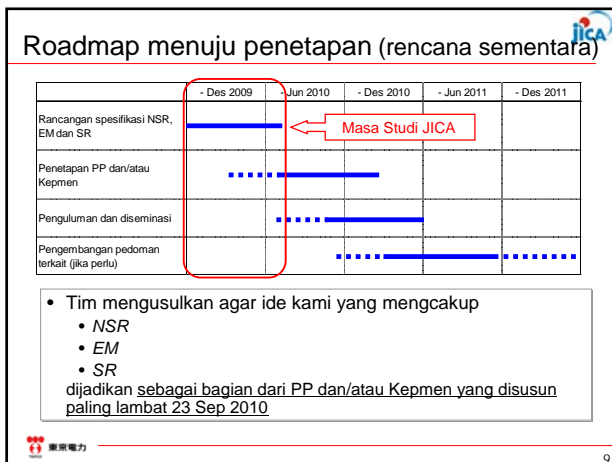 JICA
Roadmap menuju penetapan (rencana sementara)
- Des 2009 - Jun 2010 - Des 2010 - Jun 2011 - Des 2011
Rancangan spesifikasi NSR,
EM dan SR
Masa Studi JICA
Penetapan PP dan/atau
Kepmen
Penguluman dan diseminasi
Pengembangan pedoman
terkait (jika perlu)
• Tim mengusulkan agar ide kami yang mengcakup
• NSR
• EM
• SR
dijadikan sebagai bagian dari PP dan/atau Kepmen yang disusun
paling lambat 23 Sep 2010
東京電力
9